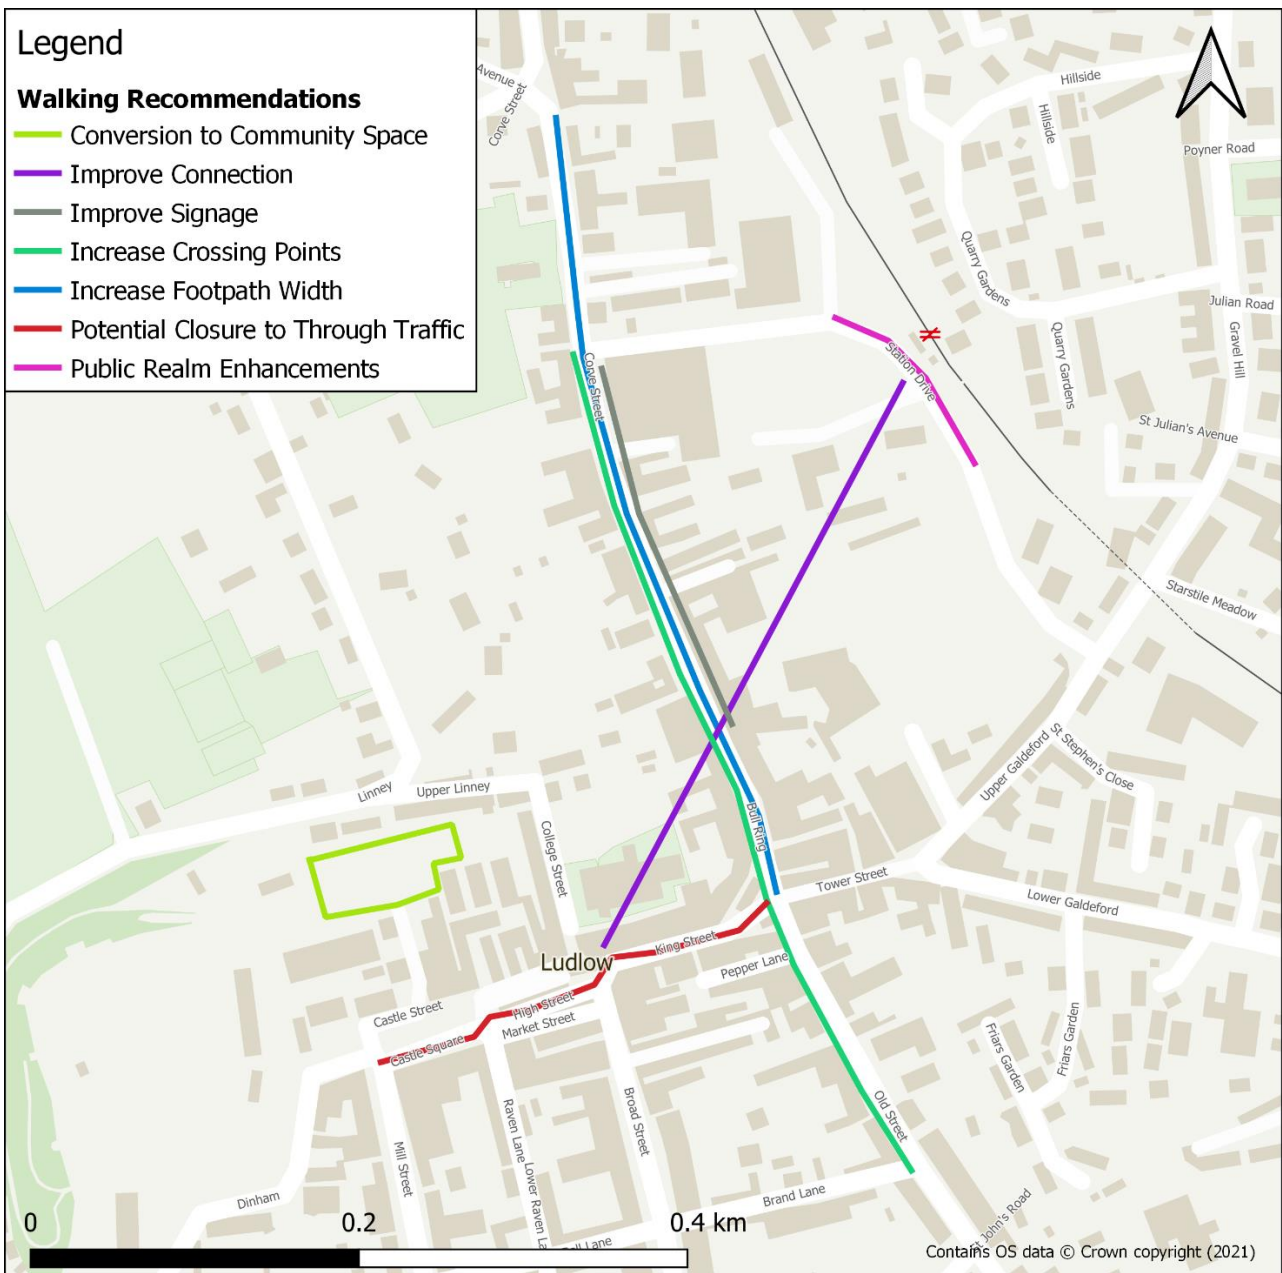 Legend
Walking Recommendations
Conversion to Community Space
Improve Connection
Improve Signage
Increase Crossing Points
Increase Footpath Width
Potential Closure to Through Traffic
Public Realm Enhancements
Avenue
Corve Street
Hillside
Hillside
Poyner Road
Quarry Gardens
Julian Road
Quarry Gardens
Gravel Hill
Station Drive
Corve Street
St Julian's Avenue
Starstile Meadow
St Stephen's Close
Upper Galdeford
Linney
Upper Linney
College Street
Bull Ring
Tower Street
Lower Galdeford
King Street
Ludlow
Pepper Lane
Castle Street
High Street
Market Street
Castle Square
Friars Garden
Friars Garden
Raven Lane
Broad Street
Old Street
Mill Street
Lower Raven
Dinham
Brand Lane
St John's Road
Lane
0
0.2
0.4 km
Contains OS data © Crown copyright (2021)